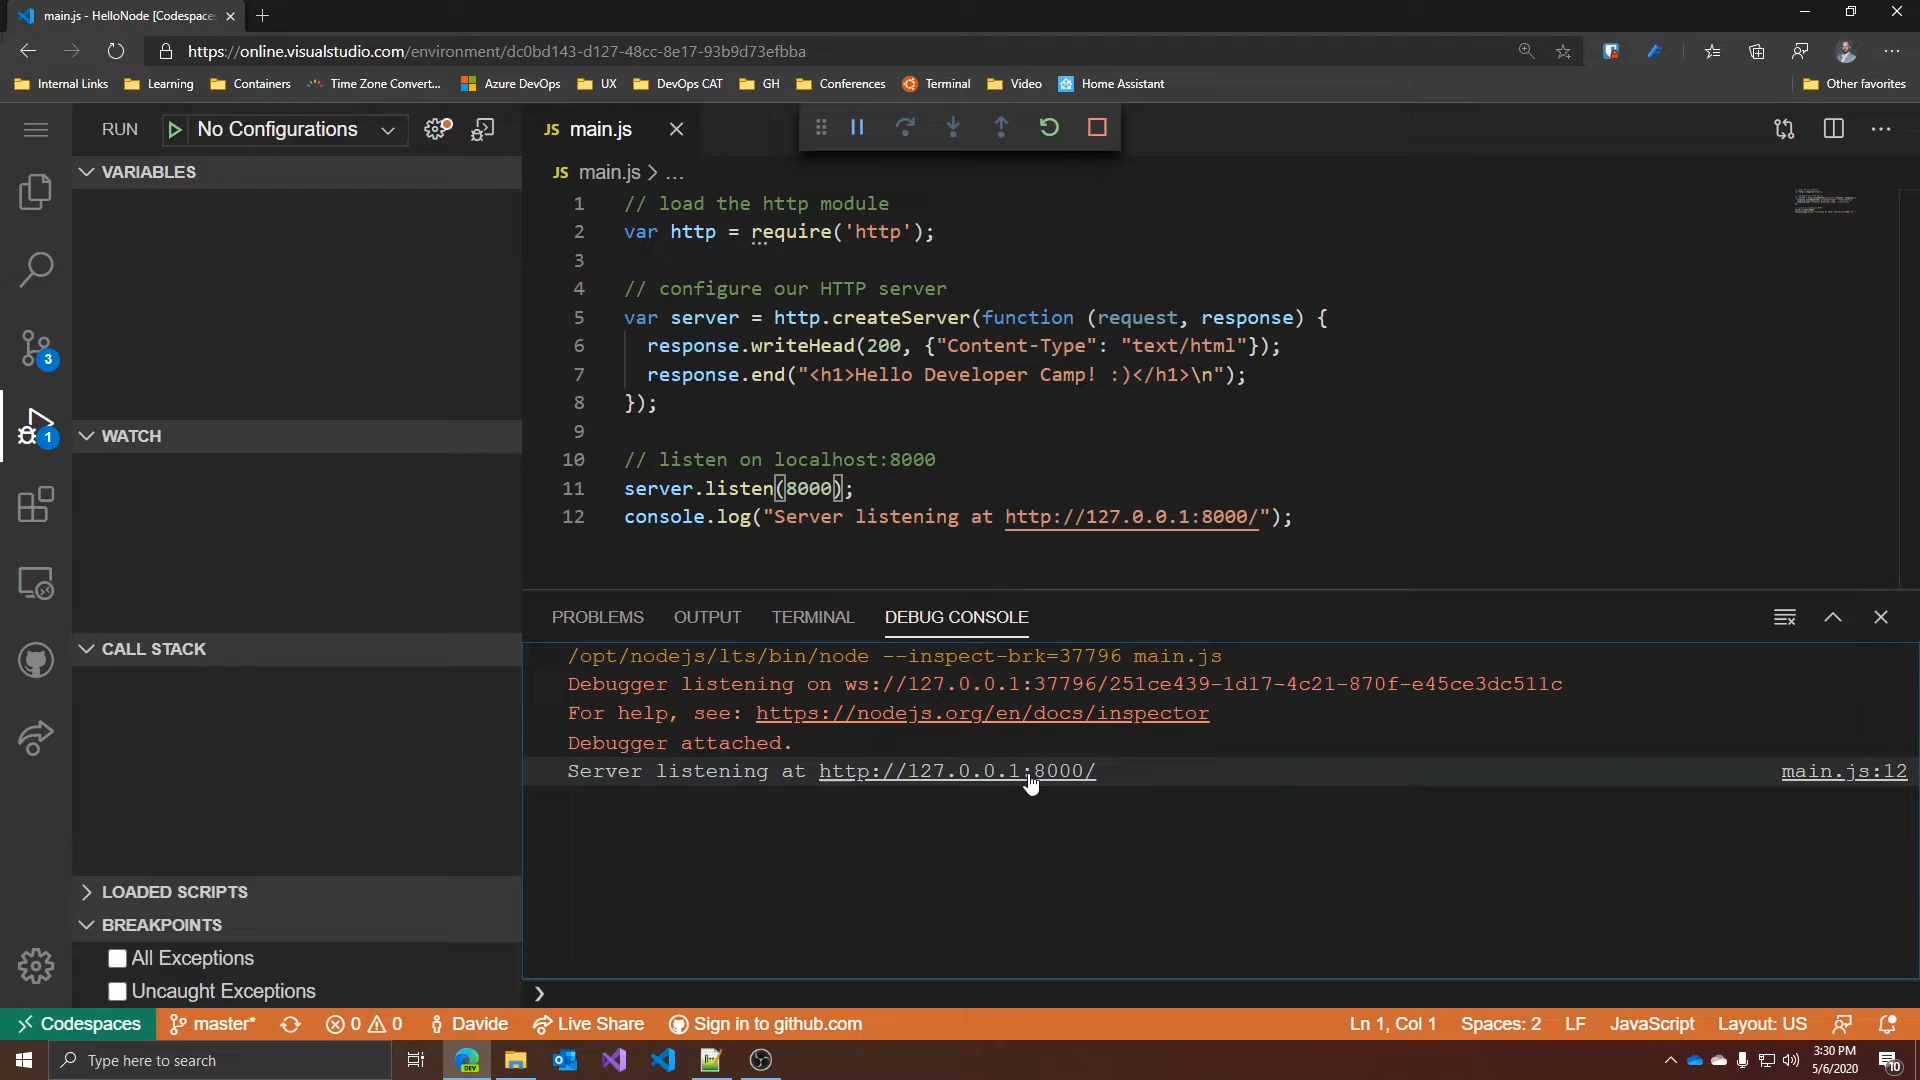 main.js - HelloNode [Codespace
https://online.visualstudio.com/environment/dc0bd143-d127-48cc-8e17-93b9d73efbba
Internal Links Learning Containers Time Zone Convert... Azure DevOps UX DevOps CAT GH Conferences Terminal Video Home Assistant Other favorites
RUN No Configurations
JS main.js
VARIABLES
JS main.js > ...
1 // load the http module
2 var http = require('http');
3
4 // configure our HTTP server
5 var server = http.createServer(function (request, response) {
6 response.writeHead(200, {"Content-Type": "text/html"});
7 response.end("<h1>Hello Developer Camp! :)</h1>\n");
8 });
9
10 // listen on localhost:8000
11 server.listen(8000);
12 console.log("Server listening at http://127.0.0.1:8000/");
3
1
WATCH
CALL STACK
LOADED SCRIPTS
BREAKPOINTS
All Exceptions
Uncaught Exceptions
PROBLEMS OUTPUT TERMINAL DEBUG CONSOLE
/opt/nodejs/lts/bin/node --inspect-brk=37796 main.js
Debugger listening on ws://127.0.0.1:37796/251ce439-1d17-4c21-870f-e45ce3dc511c
For help, see: https://nodejs.org/en/docs/inspector
Debugger attached.
Server listening at http://127.0.0.1:8000/ main.js:12
Codespaces master* 0 0 Davide Live Share Sign in to github.com Ln 1, Col 1 Spaces: 2 LF JavaScript Layout: US
Type here to search
DEV
3:30 PM
5/6/2020
10